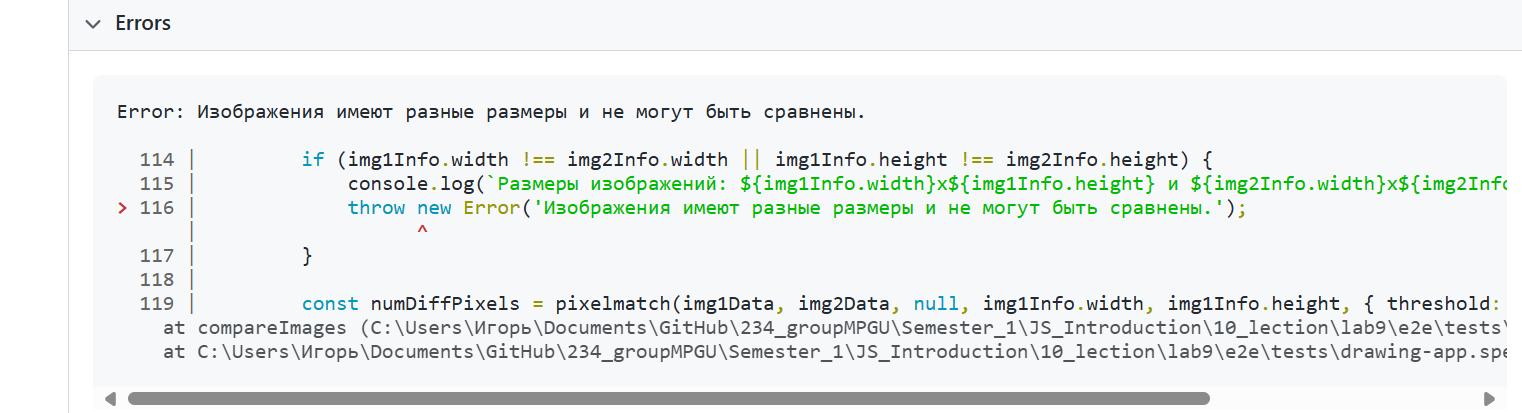 Errors
Error: Изображения имеют разные размеры и не могут быть сравнены.
114 |         if (img1Info.width !== img2Info.width || img1Info.height !== img2Info.height) {
115 |             console.log(`Размеры изображений: ${img1Info.width}x${img1Info.height} и ${img2Info.width}x${img2Info
> 116 |             throw new Error('Изображения имеют разные размеры и не могут быть сравнены.');
|                   ^
117 |         }
118 |
119 |         const numDiffPixels = pixelmatch(img1Data, img2Data, null, img1Info.width, img1Info.height, { threshold:
at compareImages (C:\Users\Игорь\Documents\GitHub\234_groupMPGU\Semester_1\JS_Introduction\10_lection\lab9\e2e\tests\
at C:\Users\Игорь\Documents\GitHub\234_groupMPGU\Semester_1\JS_Introduction\10_lection\lab9\e2e\tests\drawing-app.spe